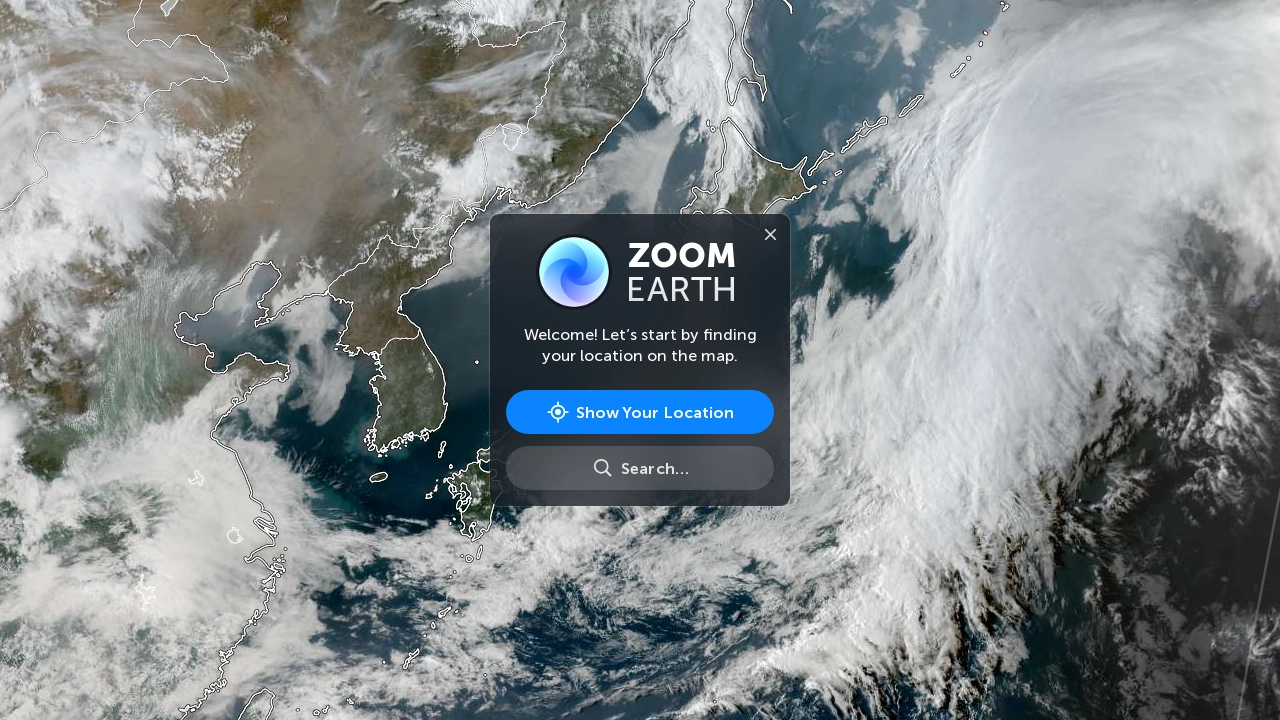 ZOOM
EARTH
Welcome! Let’s start by finding
your location on the map.
Show Your Location
Search...